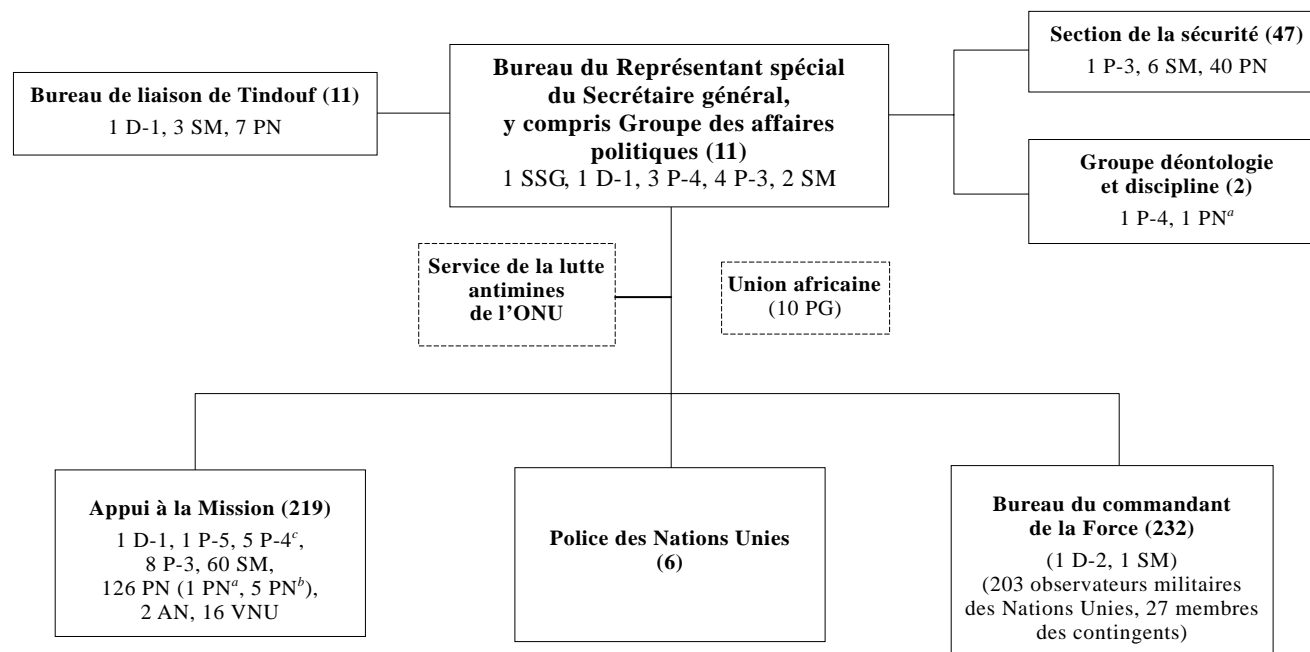 Bureau du Représentant spécial
du Secrétaire général,
y compris Groupe des affaires
politiques (11)
1 SSG, 1 D-1, 3 P-4, 4 P-3, 2 SM
Bureau de liaison de Tindouf (11)
1 D-1, 3 SM, 7 PN
Section de la sécurité (47)
1 P-3, 6 SM, 40 PN
Groupe déontologie
et discipline (2)
1 P-4, 1 PNᵃ
Service de la lutte
antimines
de l’ONU
Union africaine
(10 PG)
Appui à la Mission (219)
1 D-1, 1 P-5, 5 P-4ᶜ,
8 P-3, 60 SM,
126 PN (1 PNᵃ, 5 PNᵇ),
2 AN, 16 VNU
Police des Nations Unies
(6)
Bureau du commandant
de la Force (232)
(1 D-2, 1 SM)
(203 observateurs militaires
des Nations Unies, 27 membres
des contingents)